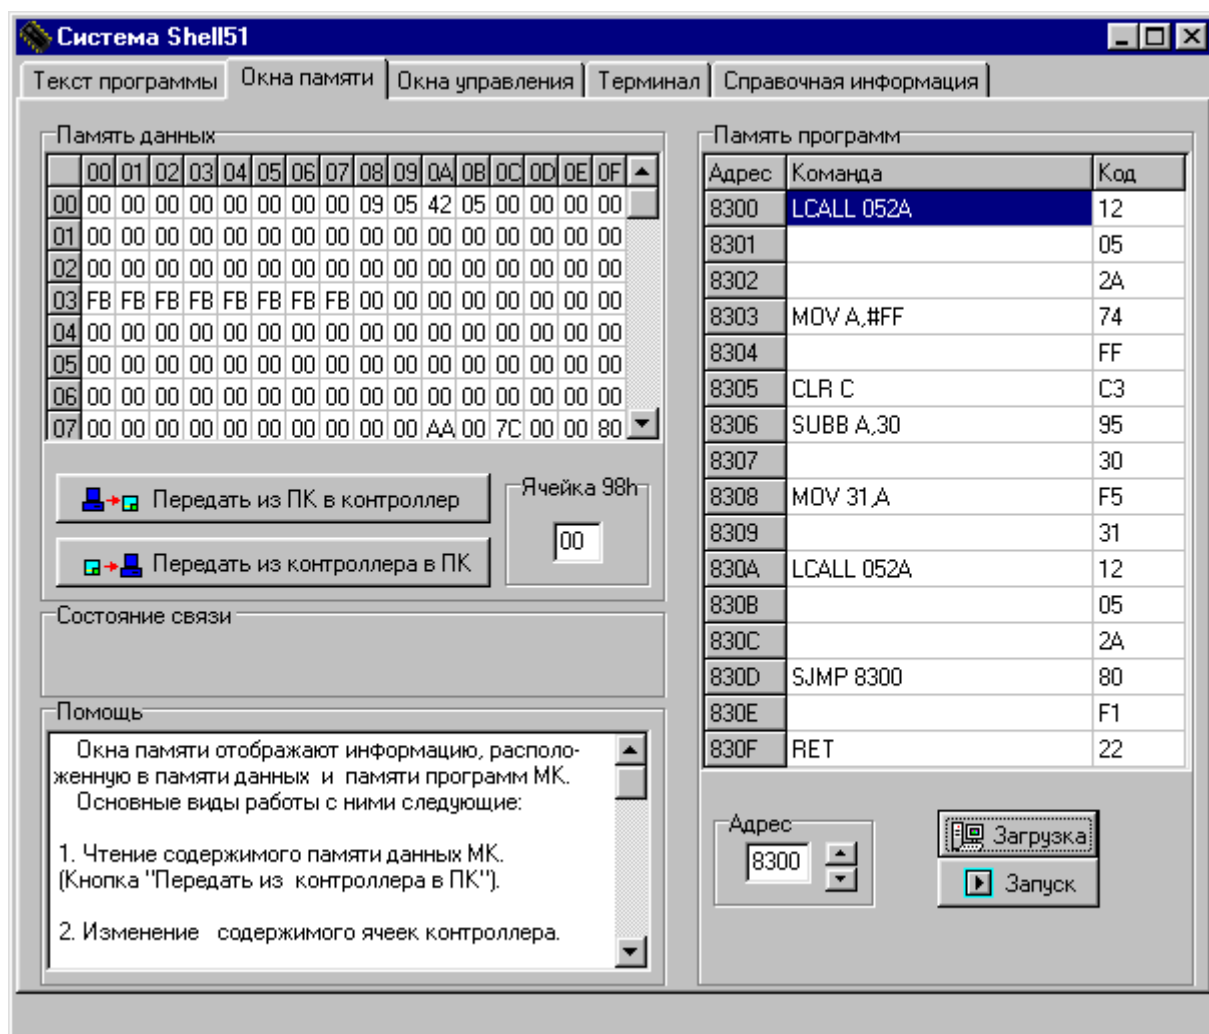 Система Shell51
Текст программы Окна памяти Окна управления Терминал Справочная информация
Память данных
00 01 02 03 04 05 06 07 08 09 0A 0B 0C 0D 0E 0F
00 00 00 00 00 00 00 00 00 09 05 42 05 00 00 00 00
01 00 00 00 00 00 00 00 00 00 00 00 00 00 00 00 00
02 00 00 00 00 00 00 00 00 00 00 00 00 00 00 00 00
03 FB FB FB FB FB FB FB FB 00 00 00 00 00 00 00 00
04 00 00 00 00 00 00 00 00 00 00 00 00 00 00 00 00
05 00 00 00 00 00 00 00 00 00 00 00 00 00 00 00 00
06 00 00 00 00 00 00 00 00 00 00 00 00 00 00 00 00
07 00 00 00 00 00 00 00 00 00 00 AA 00 7C 00 00 80
Передать из ПК в контроллер
Передать из контроллера в ПК
Ячейка 98h
00
Состояние связи
Помощь
Окна памяти отображают информацию, располо-
женную в памяти данных и памяти программ МК.
Основные виды работы с ними следующие:
1. Чтение содержимого памяти данных МК.
(Кнопка "Передать из контроллера в ПК").
2. Изменение содержимого ячеек контроллера.
Память программ
Адрес Команда Код
8300 LCALL 052A 12
8301 05
8302 2A
8303 MOV A,#FF 74
8304 FF
8305 CLR C C3
8306 SUBB A,30 95
8307 30
8308 MOV 31,A F5
8309 31
830A LCALL 052A 12
830B 05
830C 2A
830D SJMP 8300 80
830E F1
830F RET 22
Адрес
8300
Загрузка
Запуск